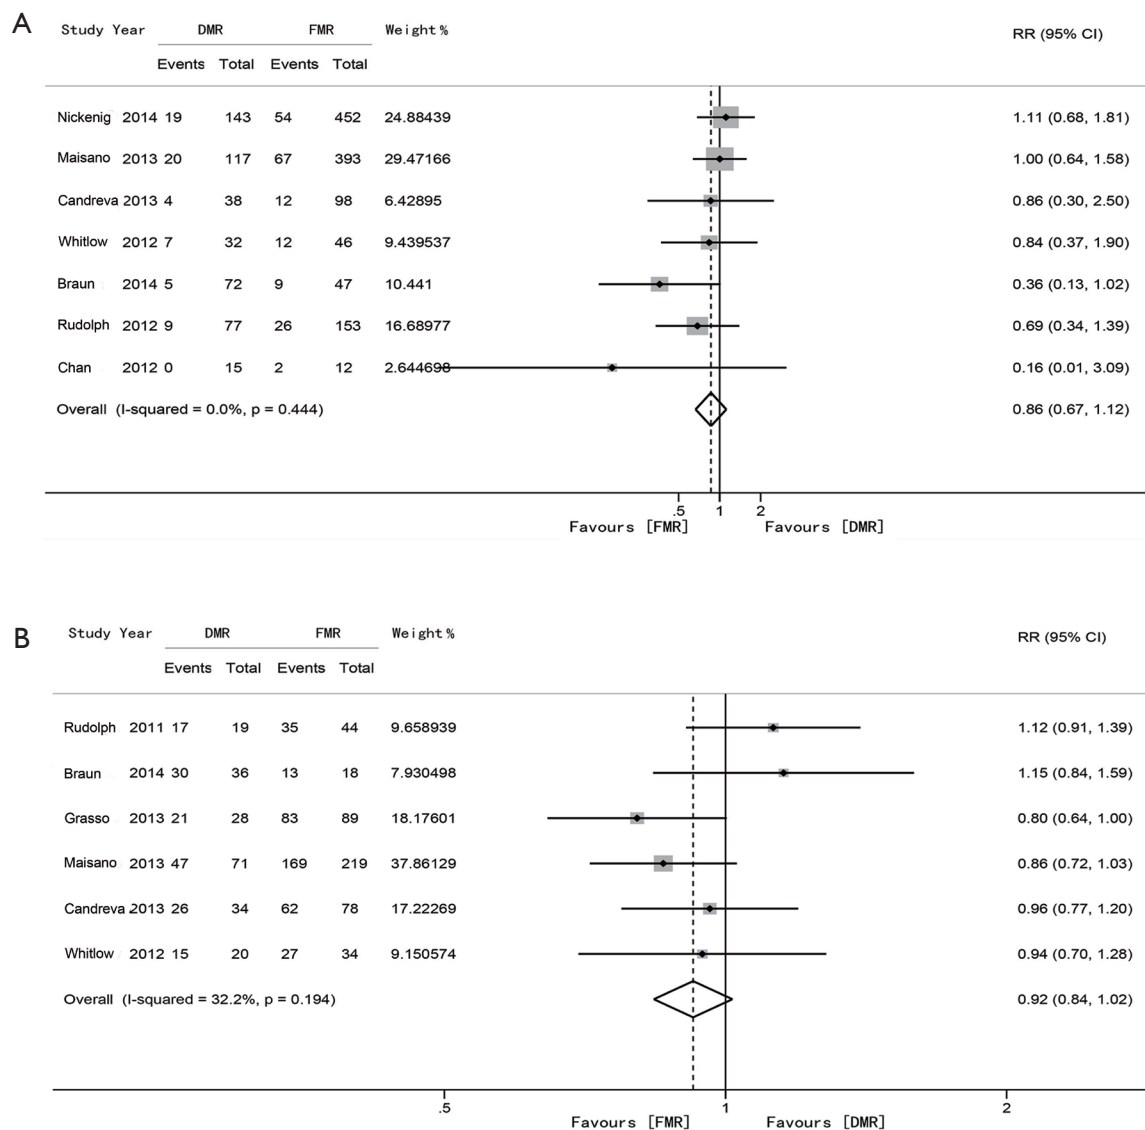 A
Study Year DMR FMR Weight% RR (95% CI)
Events Total Events Total
Nickenig 2014 19 143 54 452 24.88439 1.11 (0.68, 1.81)
Maisano 2013 20 117 67 393 29.47166 1.00 (0.64, 1.58)
Candreva 2013 4 38 12 98 6.42895 0.86 (0.30, 2.50)
Whitlow 2012 7 32 12 46 9.439537 0.84 (0.37, 1.90)
Braun 2014 5 72 9 47 10.441 0.36 (0.13, 1.02)
Rudolph 2012 9 77 26 153 16.68977 0.69 (0.34, 1.39)
Chan 2012 0 15 2 12 2.644698 0.16 (0.01, 3.09)
Overall (I-squared = 0.0%, p = 0.444) 0.86 (0.67, 1.12)
.5 1 2
Favours [FMR] Favours [DMR]
B
Study Year DMR FMR Weight% RR (95% CI)
Events Total Events Total
Rudolph 2011 17 19 35 44 9.658939 1.12 (0.91, 1.39)
Braun 2014 30 36 13 18 7.930498 1.15 (0.84, 1.59)
Grasso 2013 21 28 83 89 18.17601 0.80 (0.64, 1.00)
Maisano 2013 47 71 169 219 37.86129 0.86 (0.72, 1.03)
Candreva 2013 26 34 62 78 17.22269 0.96 (0.77, 1.20)
Whitlow 2012 15 20 27 34 9.150574 0.94 (0.70, 1.28)
Overall (I-squared = 32.2%, p = 0.194) 0.92 (0.84, 1.02)
.5 1 2
Favours [FMR] Favours [DMR]